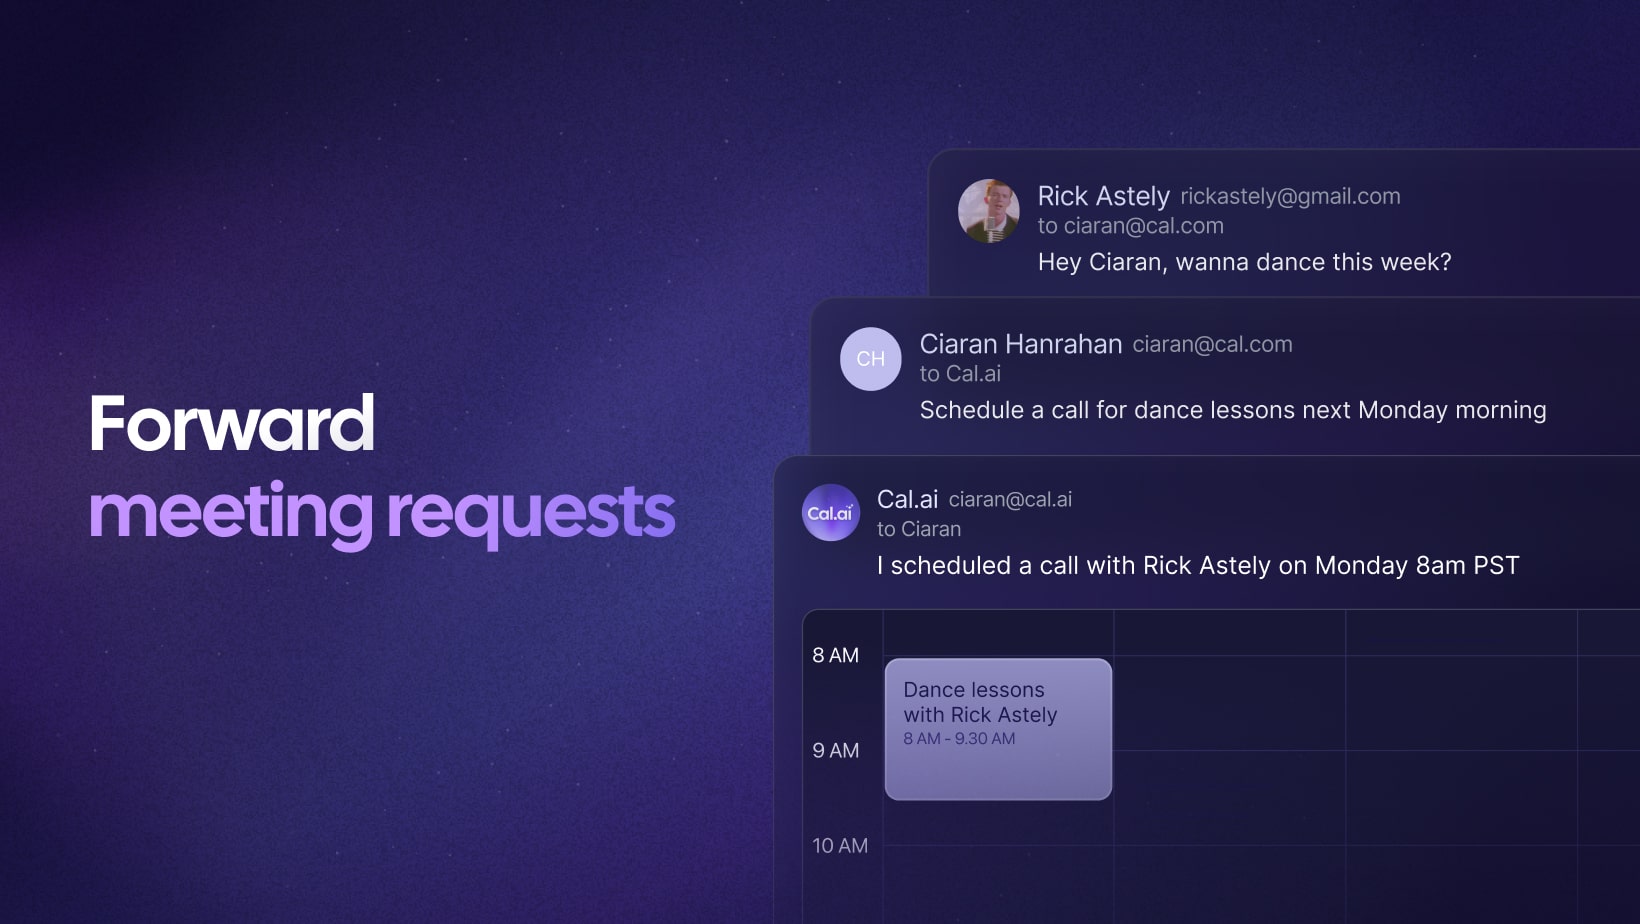 Forward
meeting requests
Rick Astely rickastely@gmail.com
to ciaran@cal.com
Hey Ciaran, wanna dance this week?
CH
Ciaran Hanrahan ciaran@cal.com
to Cal.ai
Schedule a call for dance lessons next Monday morning
Cal.ai
Cal.ai ciaran@cal.ai
to Ciaran
I scheduled a call with Rick Astely on Monday 8am PST
8 AM
Dance lessons
with Rick Astely
8 AM - 9.30 AM
9 AM
10 AM